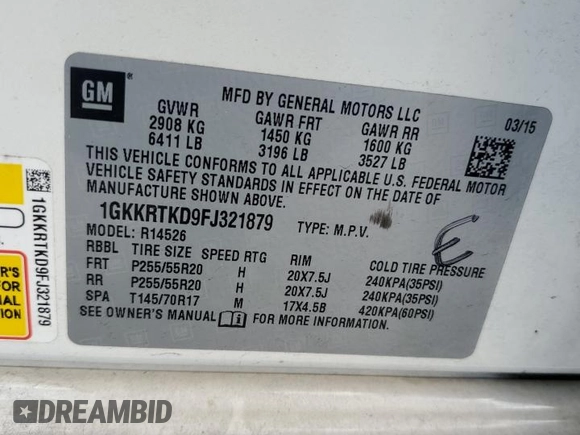 GM
MFD BY GENERAL MOTORS LLC
03/15
GVWR GAWR FRT GAWR RR
2908 KG 1450 KG 1600 KG
6411 LB 3196 LB 3527 LB
THIS VEHICLE CONFORMS TO ALL APPLICABLE U.S. FEDERAL MOTOR
VEHICLE SAFETY STANDARDS IN EFFECT ON THE DATE OF
MANUFACTURE SHOWN ABOVE.
1GKKRTKD9FJ321879 TYPE: M.P.V.
MODEL: R14526
RBBL TIRE SIZE SPEED RTG RIM COLD TIRE PRESSURE
FRT P255/55R20 H 20X7.5J 240KPA(35PSI)
RR P255/55R20 H 20X7.5J 240KPA(35PSI)
SPA T145/70R17 M 17X4.5B 420KPA(60PSI)
SEE OWNER'S MANUAL FOR MORE INFORMATION
1GKKRTKD9FJ321879
DREAMBID